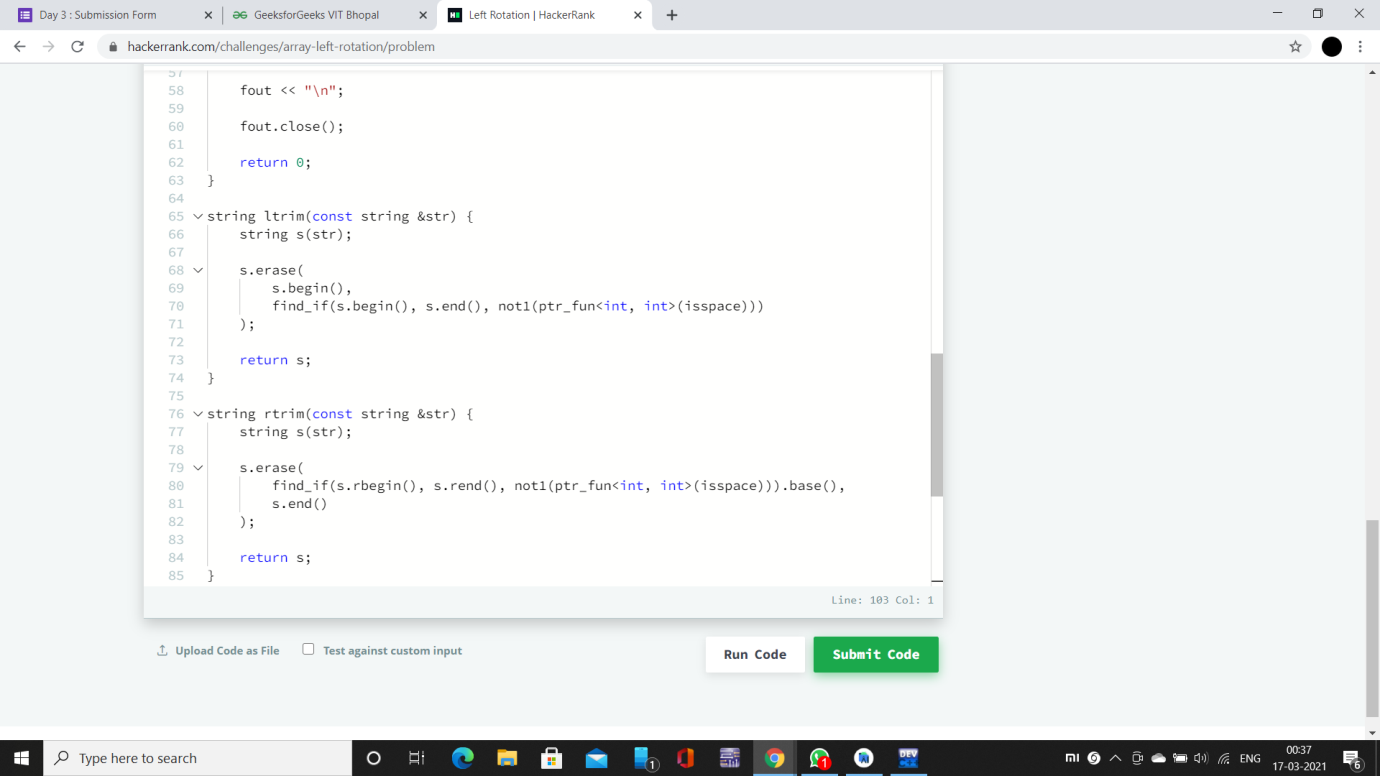 Day 3 : Submission Form
GeeksforGeeks VIT Bhopal
Left Rotation | HackerRank
hackerrank.com/challenges/array-left-rotation/problem
57
58 fout << "\n";
59
60 fout.close();
61
62 return 0;
63 }
64
65 string ltrim(const string &str) {
66 string s(str);
67
68 s.erase(
69 s.begin(),
70 find_if(s.begin(), s.end(), not1(ptr_fun<int, int>(isspace)))
71 );
72
73 return s;
74 }
75
76 string rtrim(const string &str) {
77 string s(str);
78
79 s.erase(
80 find_if(s.rbegin(), s.rend(), not1(ptr_fun<int, int>(isspace))).base(),
81 s.end()
82 );
83
84 return s;
85 }
Line: 103 Col: 1
Upload Code as File
Test against custom input
Run Code
Submit Code
Type here to search
1
1
DEV
ENG
00:37
17-03-2021
6